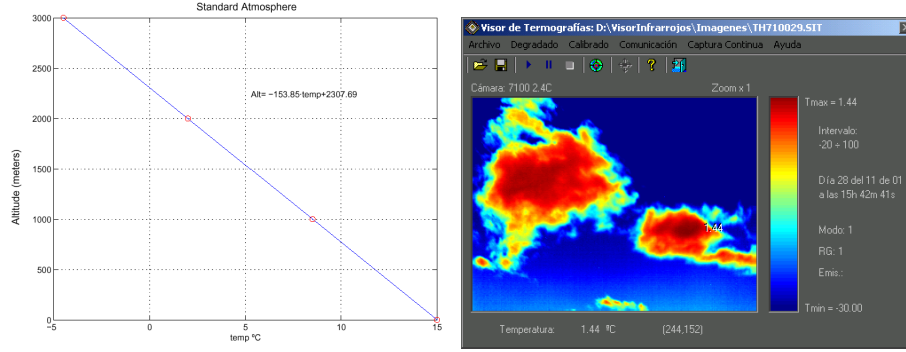 Standard Atmosphere
3000
2500
2000
1500
1000
500
0
Altitude (meters)
Alt= −153.85·temp+2307.69
−5
0
5
10
15
temp ºC
Visor de Termografías: D:\VisorInfrarrojos\Imagenes\TH710029.SIT
Archivo Degradado Calibrado Comunicación Captura Continua Ayuda
Cámara: 7100 2.4C
Zoom x 1
1.44
Tmax = 1.44
Intervalo:
-20 ÷ 100
Día 28 del 11 de 01
a las 15h 42m 41s
Modo: 1
RG: 1
Emis.:
Tmin = -30.00
Temperatura: 1.44 ºC (244,152)